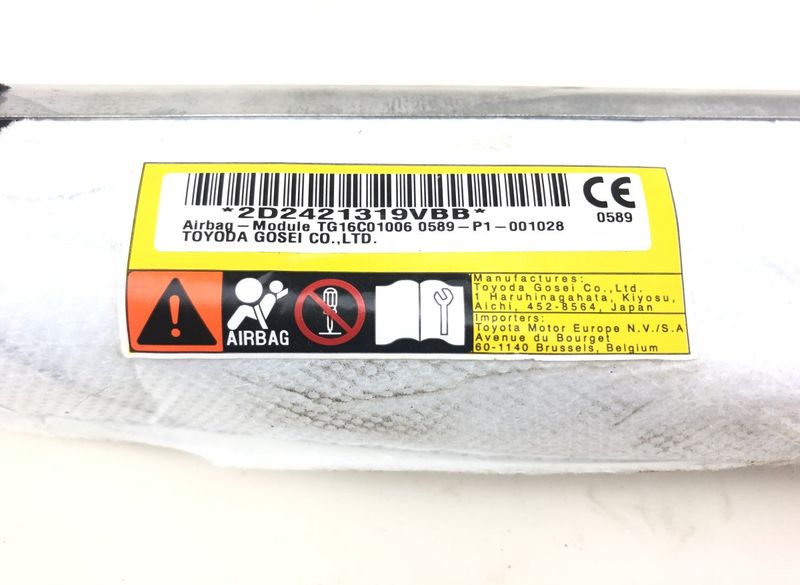 *2D2421319VBB*
Airbag-Module TG16C01006 0589-P1-001028
TOYODA GOSEI CO.,LTD.
CE
0589
AIRBAG
Manufactures:
Toyoda Gosei Co.,Ltd.
1 Haruhinagahata, Kiyosu,
Aichi, 452-8564, Japan
Importers:
Toyota Motor Europe N.V./S.A
Avenue du Bourget
60-1140 Brussels, Belgium